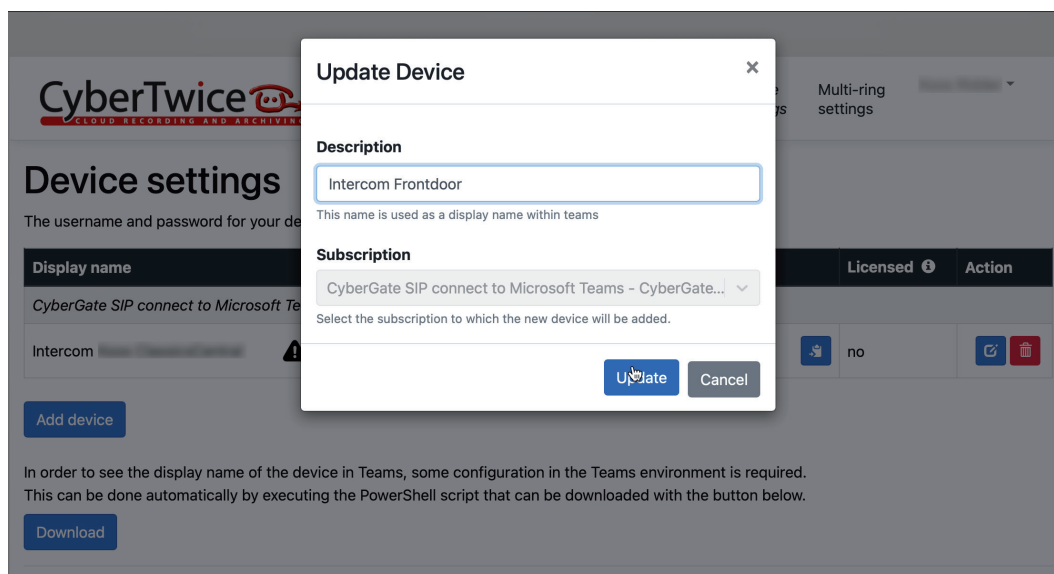 Update Device
×
CyberTwice
CLOUD RECORDING AND ARCHIVIN
Multi-ring
settings
Description
Intercom Frontdoor
This name is used as a display name within teams
Device settings
The username and password for your de
Subscription
CyberGate SIP connect to Microsoft Teams - CyberGate...
Select the subscription to which the new device will be added.
Display name
Licensed
Action
CyberGate SIP connect to Microsoft Te
Intercom
no
Update
Cancel
Add device
In order to see the display name of the device in Teams, some configuration in the Teams environment is required.
This can be done automatically by executing the PowerShell script that can be downloaded with the button below.
Download